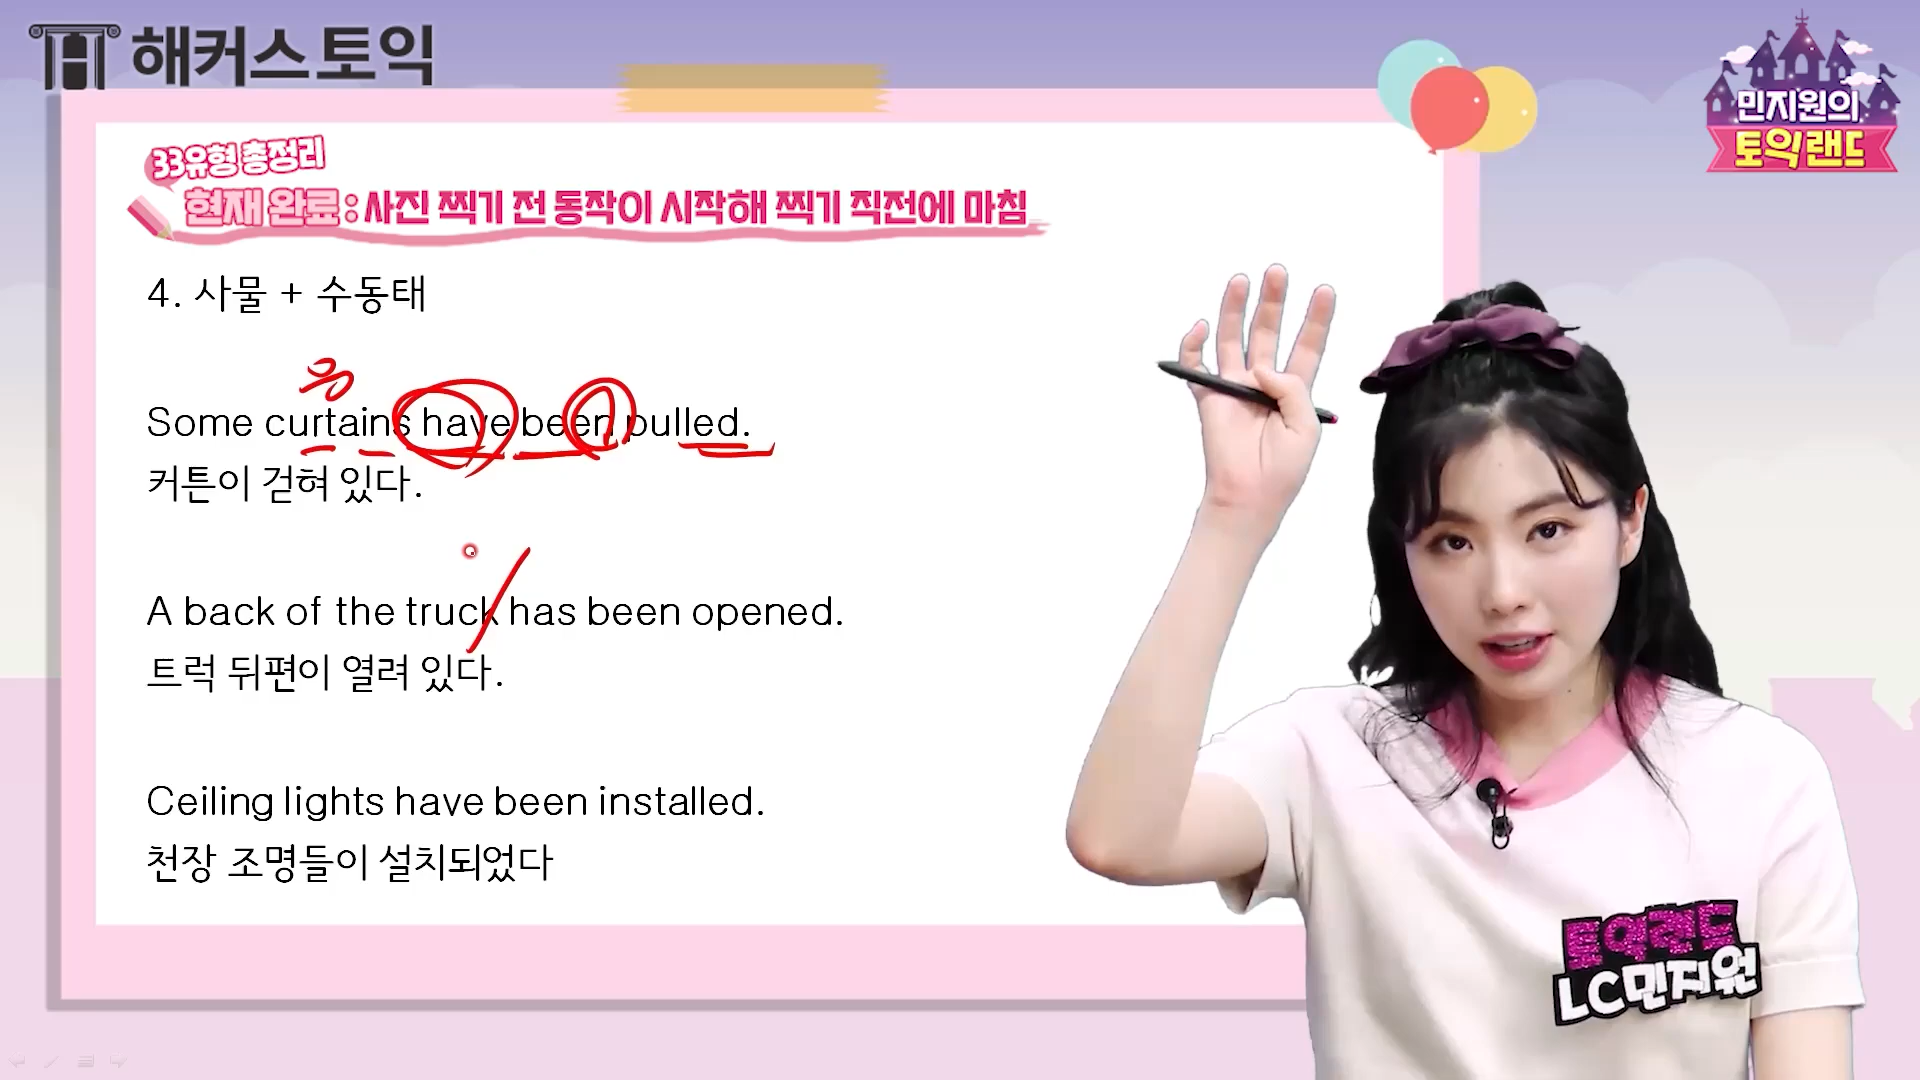 해커스토익
민지원의
토익랜드
33유형 총정리
현재 완료 : 사진 찍기 전 동작이 시작해 찍기 직전에 마침
4. 사물 + 수동태
Some curtains have been pulled.
커튼이 걷혀 있다.
A back of the truck has been opened.
트럭 뒤편이 열려 있다.
Ceiling lights have been installed.
천장 조명들이 설치되었다
토익랜드
LC민지원